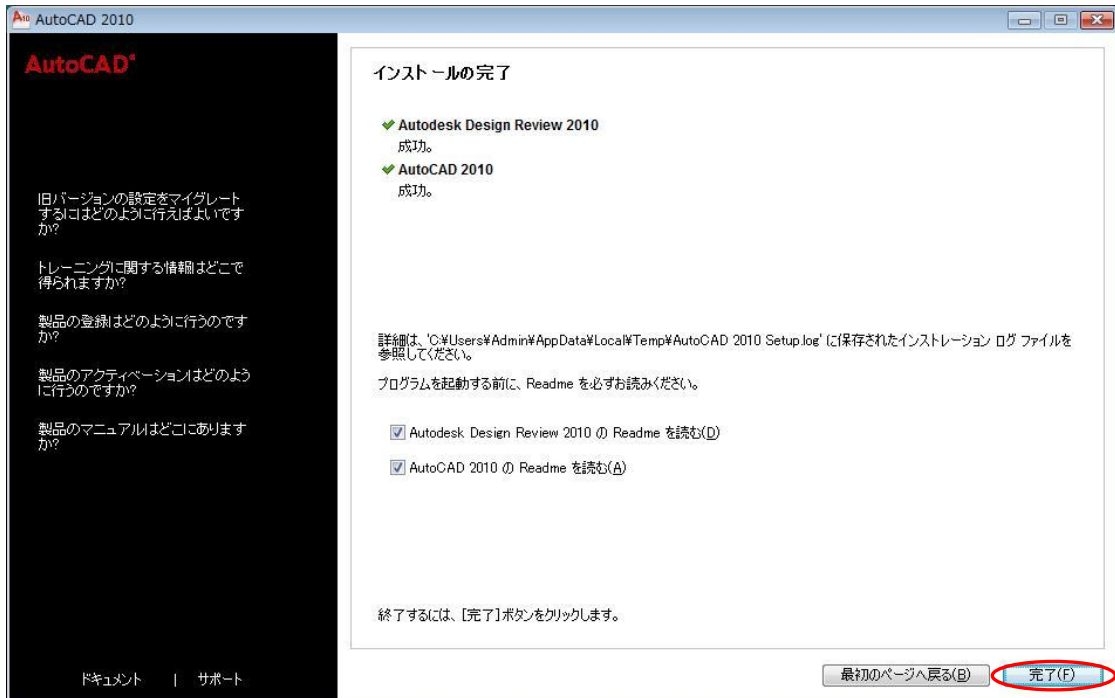 AutoCAD 2010
AutoCAD
旧バージョンの設定をマイグレート
するにはどのように行えばよいです
か?
トレーニングに関する情報はどこで
得られますか?
製品の登録はどのように行うのです
か?
製品のアクティベーションはどのよう
に行うのですか?
製品のマニュアルはどこにあります
か?
ドキュメント | サポート
インストールの完了
Autodesk Design Review 2010
成功。
AutoCAD 2010
成功。
詳細は、'C:¥Users¥Admin¥AppData¥Local¥Temp¥AutoCAD 2010 Setup.log' に保存されたインストレーション ログ ファイルを
参照してください。
プログラムを起動する前に、Readme を必ずお読みください。
Autodesk Design Review 2010 の Readme を読む(D)
AutoCAD 2010 の Readme を読む(A)
終了するには、[完了]ボタンをクリックします。
最初のページへ戻る(B)
完了(F)